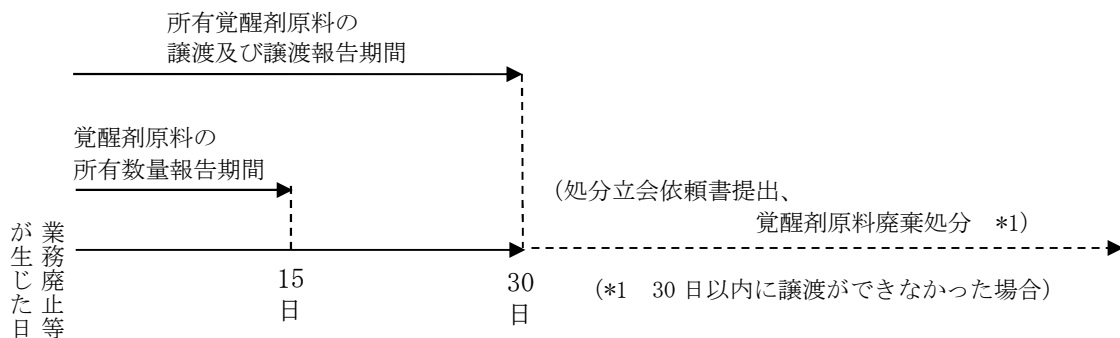 所有覚醒剤原料の
譲渡及び譲渡報告期間
覚醒剤原料の
所有数量報告期間
(処分立会依頼書提出、
覚醒剤原料廃棄処分 *1)
業務廃止等
が生じた日
15
日
30
日
(*1 30 日以内に譲渡ができなかった場合)